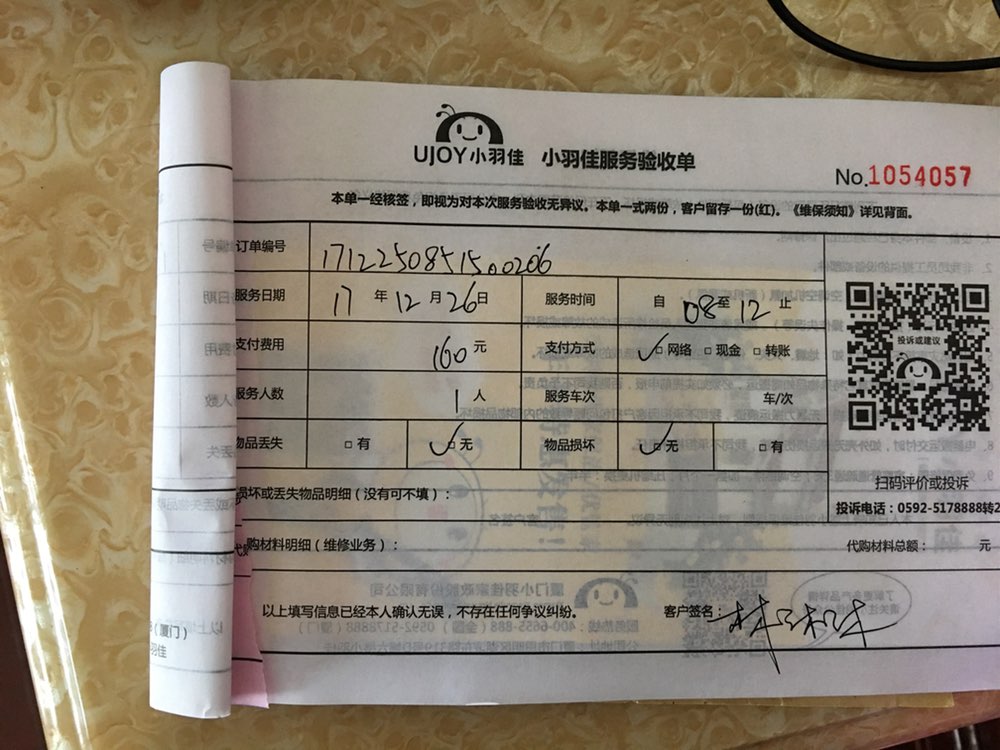 UJOY小羽佳 小羽佳服务验收单
No.1054057
本单一经核签，即视为对本次服务验收无异议。本单一式两份，客户留存一份(红)。《维保须知》详见背面。
订单编号 171225085150206
服务日期 17 年 12 月 26 日 服务时间 自 08 至 12 止
支付费用 160 元 支付方式 ✓□ 网络 □ 现金 □ 转账
服务人数 1 人 服务车次 车/次
物品丢失 □ 有 ✓□ 无 物品损坏 ✓□ 无 □ 有
投诉或建议
扫码评价或投诉
投诉电话：0592-5178888转2
损坏或丢失物品明细（没有可不填）：
代购材料明细（维修业务）： 代购材料总额： 元
以上填写信息已经本人确认无误，不存在任何争议纠纷。 客户签名：
（厦门）
羽佳